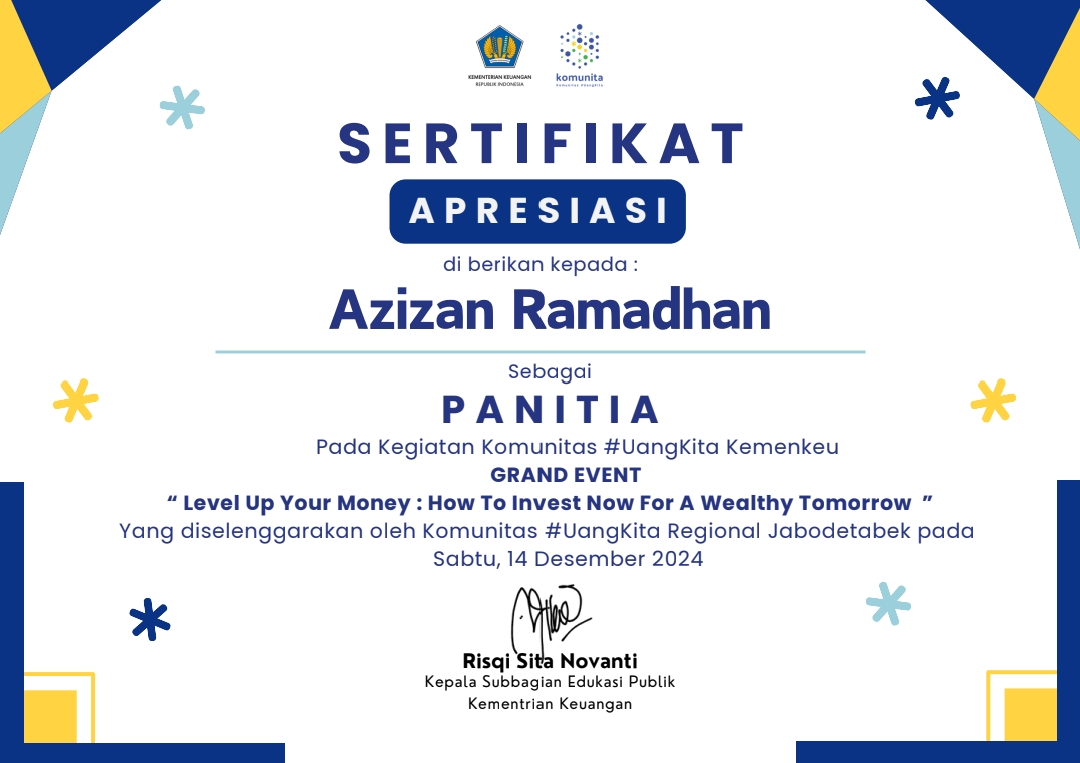 KEMENTERIAN KEUANGAN
REPUBLIK INDONESIA
komunita
Komunitas #UangKita
SERTIFIKAT
APRESIASI
di berikan kepada :
Azizan Ramadhan
Sebagai
PANITIA
Pada Kegiatan Komunitas #UangKita Kemenkeu
GRAND EVENT
“ Level Up Your Money : How To Invest Now For A Wealthy Tomorrow ”
Yang diselenggarakan oleh Komunitas #UangKita Regional Jabodetabek pada
Sabtu, 14 Desember 2024
Risqi Sita Novanti
Kepala Subbagian Edukasi Publik
Kementrian Keuangan